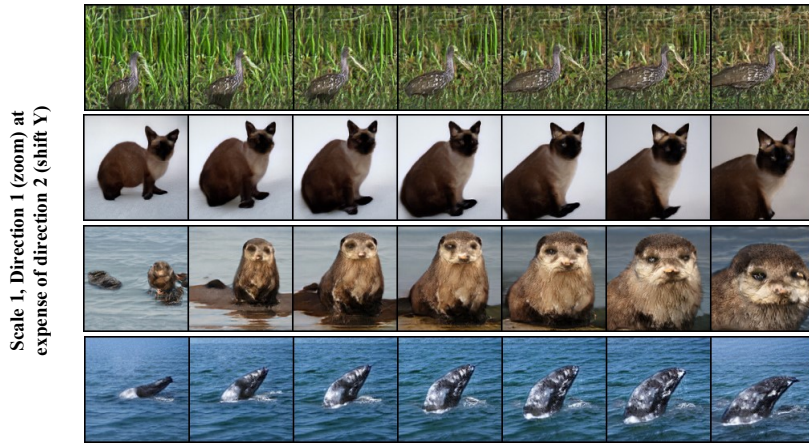 Scale 1, Direction 1 (zoom) at
expense of direction 2 (shift Y)